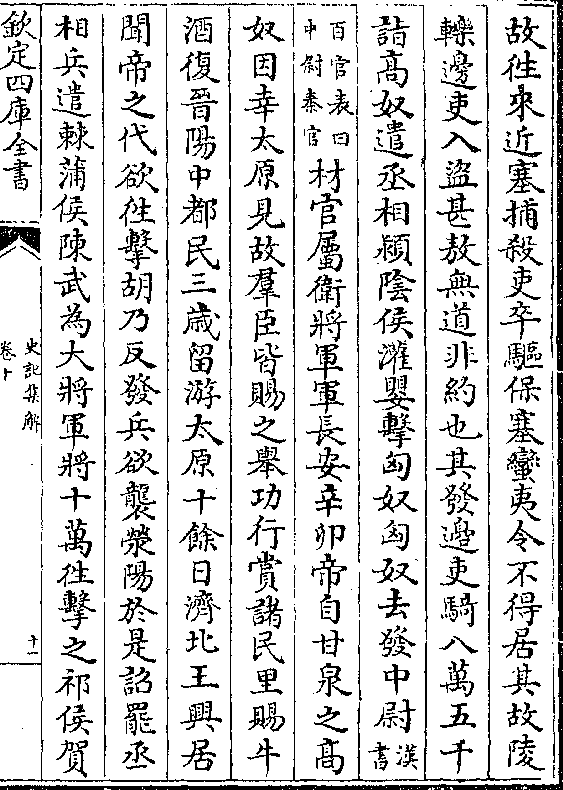 故徃來近塞捕殺吏卒驅保塞蠻夷令不得居其故陵
轢邊吏入盜甚敖無道非約也其發邊吏騎八萬五千
詣髙奴遣丞相潁隂侯灌嬰擊匈奴匈奴去發中尉漢書
百官表曰中尉秦官材官屬衛將軍軍長安辛卯帝自甘泉之髙
奴因幸太原見故羣臣皆賜之舉功行賞諸民里賜牛
酒復晉陽中都民三歲留游太原十餘日濟北王興居
聞帝之代欲徃擊胡乃反發兵欲襲滎陽於是詔罷丞
相兵遣棘蒲侯陳武為大將軍將十萬徃擊之祁侯賀
欽定四庫全書
史記集解
卷十
十一